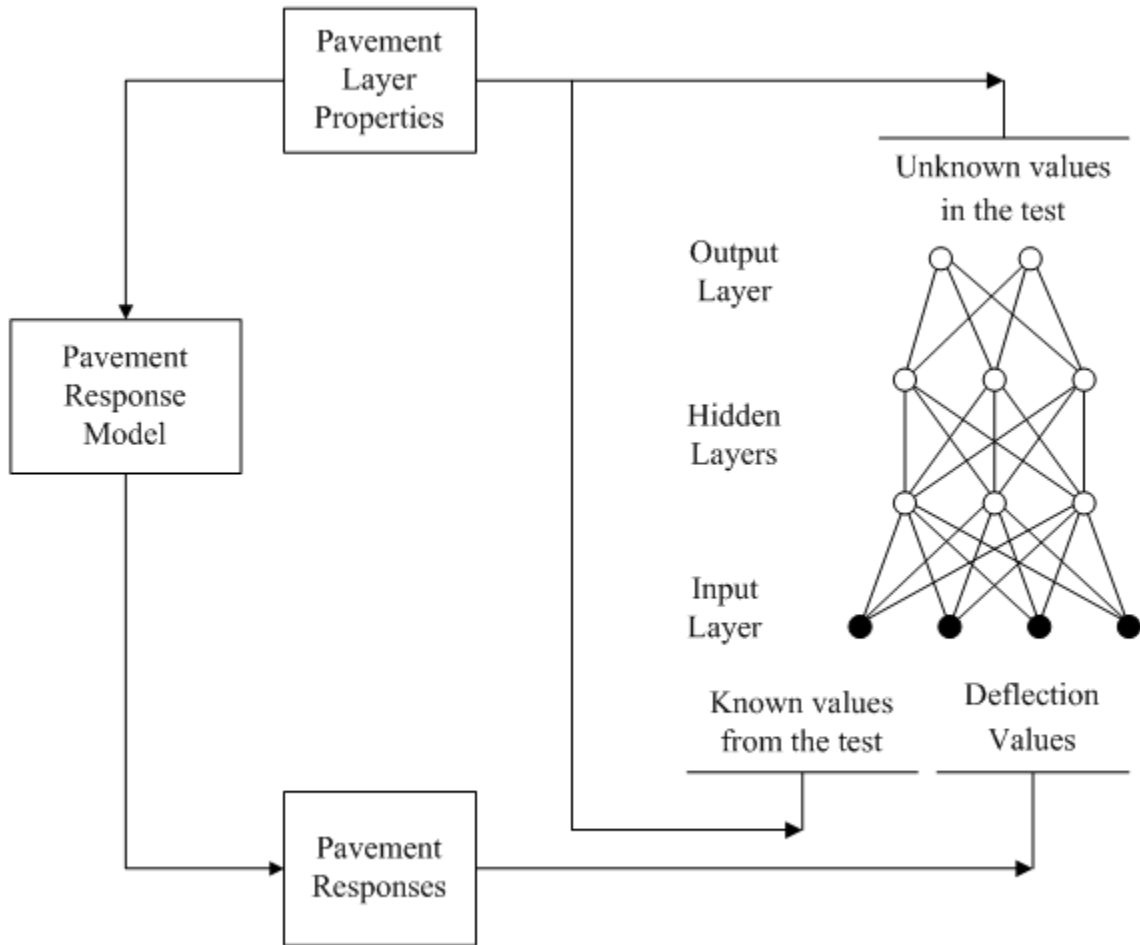 Pavement
Layer
Properties
Unknown values
in the test
Output
Layer
Pavement
Response
Model
Hidden
Layers
Input
Layer
Known values
from the test
Deflection
Values
Pavement
Responses